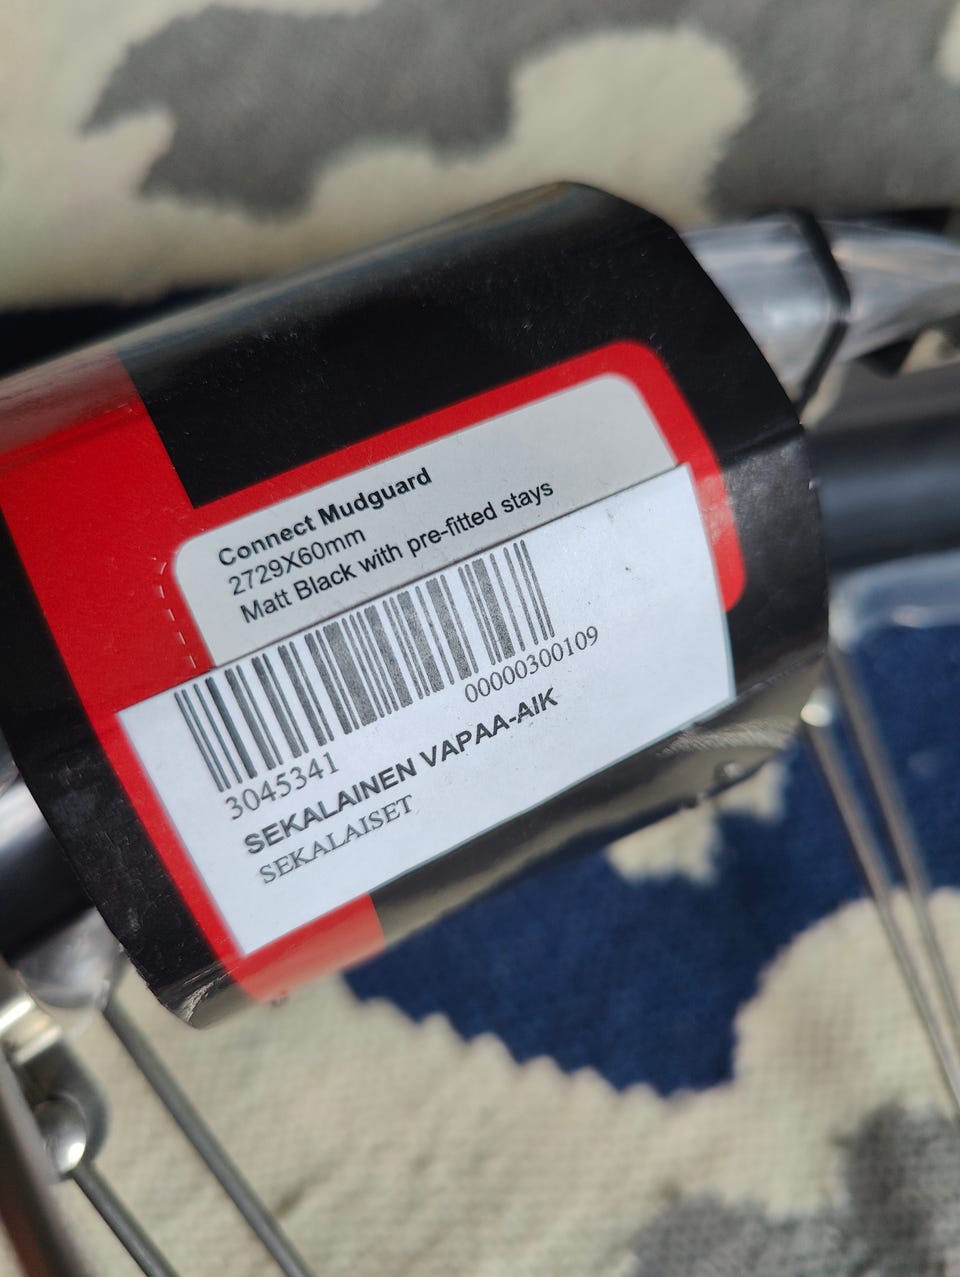 Connect Mudguard
2729X60mm
Matt Black with pre-fitted stays
3045341 00000300109
SEKALAINEN VAPAA-AIK
SEKALAISET